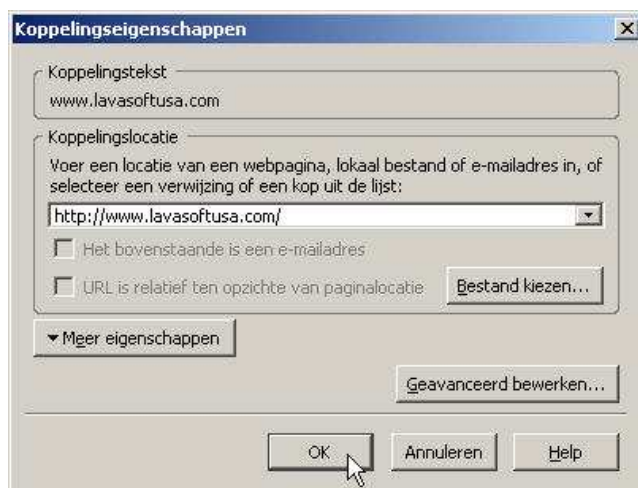 Koppelingseigenschappen
Koppelingstekst
www.lavasoftusa.com
Koppelingslocatie
Voer een locatie van een webpagina, lokaal bestand of e-mailadres in, of
selecteer een verwijzing of een kop uit de lijst:
http://www.lavasoftusa.com/
Het bovenstaande is een e-mailadres
URL is relatief ten opzichte van paginalocatie
Bestand kiezen...
Meer eigenschappen
Geavanceerd bewerken...
OK
Annuleren
Help